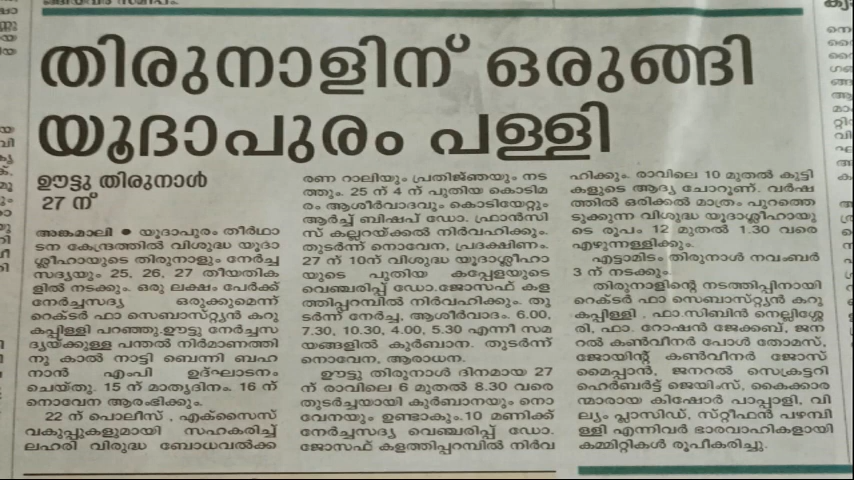 തിരുനാളിന് ഒരുങ്ങി
യൂദാപുരം പള്ളി
ഊട്ടു തിരുനാൾ
27 ന്
അങ്കമാലി ● യൂദാപുരം തീർഥാ
ടന കേന്ദ്രത്തിൽ വിശുദ്ധ യൂദാ
ശ്ലീഹായുടെ തിരുനാളും നേർച്ച
സദ്യയും 25, 26, 27 തീയതിക
ളിൽ നടക്കും. ഒരു ലക്ഷം പേർക്ക്
നേർച്ചസദ്യ ഒരുക്കുമെന്ന്
റെക്ടർ ഫാ സെബാസ്റ്റ്യൻ കറു
കപ്പിള്ളി പറഞ്ഞു.ഊട്ടു നേർച്ചസ
ദ്യയ്ക്കുള്ള പന്തൽ നിർമാണത്തി
നു കാൽ നാട്ടി ബെന്നി ബഹ
നാൻ എംപി ഉദ്ഘാടനം
ചെയ്തു. 15 ന് മാതൃദിനം. 16 ന്
നൊവേന ആരംഭിക്കും.
22 ന് പൊലീസ് , എക്സൈസ്
വകുപ്പുകളുമായി സഹകരിച്ച്
ലഹരി വിരുദ്ധ ബോധവൽക്ക
രണ റാലിയും പ്രതിജ്ഞയും നട
ത്തും. 25 ന് 4 ന് പുതിയ കൊടിമ
രം ആശീർവാദവും കൊടിയേറ്റും
ആർച്ച് ബിഷപ് ഡോ. ഫ്രാൻസി
സ് കല്ലറയ്ക്കൽ നിർവഹിക്കും.
തുടർന്ന് നൊവേന, പ്രദക്ഷിണം.
27 ന് 10ന് വിശുദ്ധ യൂദാശ്ലീഹാ
യുടെ പുതിയ കപ്പേളയുടെ
വെഞ്ചരിപ്പ് ഡോ.ജോസഫ് കള
ത്തിപ്പറമ്പിൽ നിർവഹിക്കും. തു
ടർന്ന് നേർച്ച, ആശീർവാദം. 6.00,
7.30, 10.30, 4.00, 5.30 എന്നീ സമ
യങ്ങളിൽ കുർബാന. തുടർന്ന്
നൊവേന, ആരാധന.
ഊട്ടു തിരുനാൾ ദിനമായ 27
ന് രാവിലെ 6 മുതൽ 8.30 വരെ
തുടർച്ചയായി കുർബാനയും നൊ
വേനയും ഉണ്ടാകും.10 മണിക്ക്
നേർച്ചസദ്യ വെഞ്ചരിപ്പ് ഡോ.
ജോസഫ് കളത്തിപ്പറമ്പിൽ നിർവ
ഹിക്കും. രാവിലെ 10 മുതൽ കുട്ടി
കളുടെ ആദ്യ ചോറൂണ്. വർഷ
ത്തിൽ ഒരിക്കൽ മാത്രം പുറത്തെ
ടുക്കുന്ന വിശുദ്ധ യൂദാശ്ലീഹായു
ടെ രൂപം 12 മുതൽ 1.30 വരെ
എഴുന്നള്ളിക്കും.
എട്ടാമിടം തിരുനാൾ നവംബർ
3 ന് നടക്കും.
തിരുനാളിന്റെ നടത്തിപ്പിനായി
റെക്ടർ ഫാ സെബാസ്റ്റ്യൻ കറു
കപ്പിള്ളി , ഫാ.സിബിൻ നെല്ലിശ്ശേ
രി, ഫാ. റോഷൻ ജേക്കബ്, ജന
റൽ കൺവീനർ പോൾ തോമസ്,
ജോയിന്റ് കൺവീനർ ജോസ്
മൈപ്പാൻ, ജനറൽ സെക്രട്ടറി
ഹെർബർട്ട് ജെയിംസ്, കൈക്കാര
ന്മാരായ കിഷോർ പാപ്പാളി, വി
ല്യം പ്ലാസിഡ്, സ്റ്റീഫൻ പഴമ്പി
ള്ളി എന്നിവർ ഭാരവാഹികളായി
കമ്മിറ്റികൾ രൂപീകരിച്ചു.